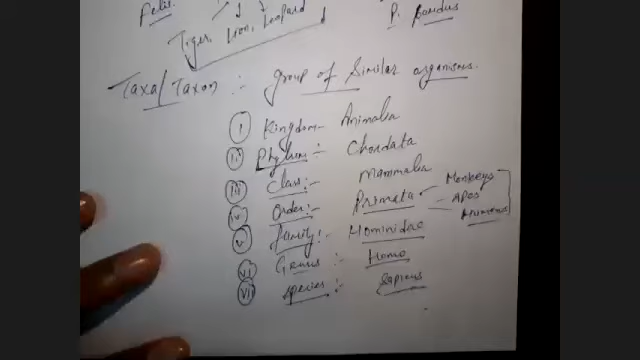 Felis
Tiger, Lion, Leopard
P. pardus
Taxa/Taxon :- group of Similar organisms.
(i) Kingdom- Animalia
(ii) Phylum :- Chordata
(iii) Class:- Mammalia
(iv) Order:- Primata - Monkeys
- Apes
- Humans
(v) family:- Hominidae
(vi) Genus :- Homo
(vii) species :- Sapiens